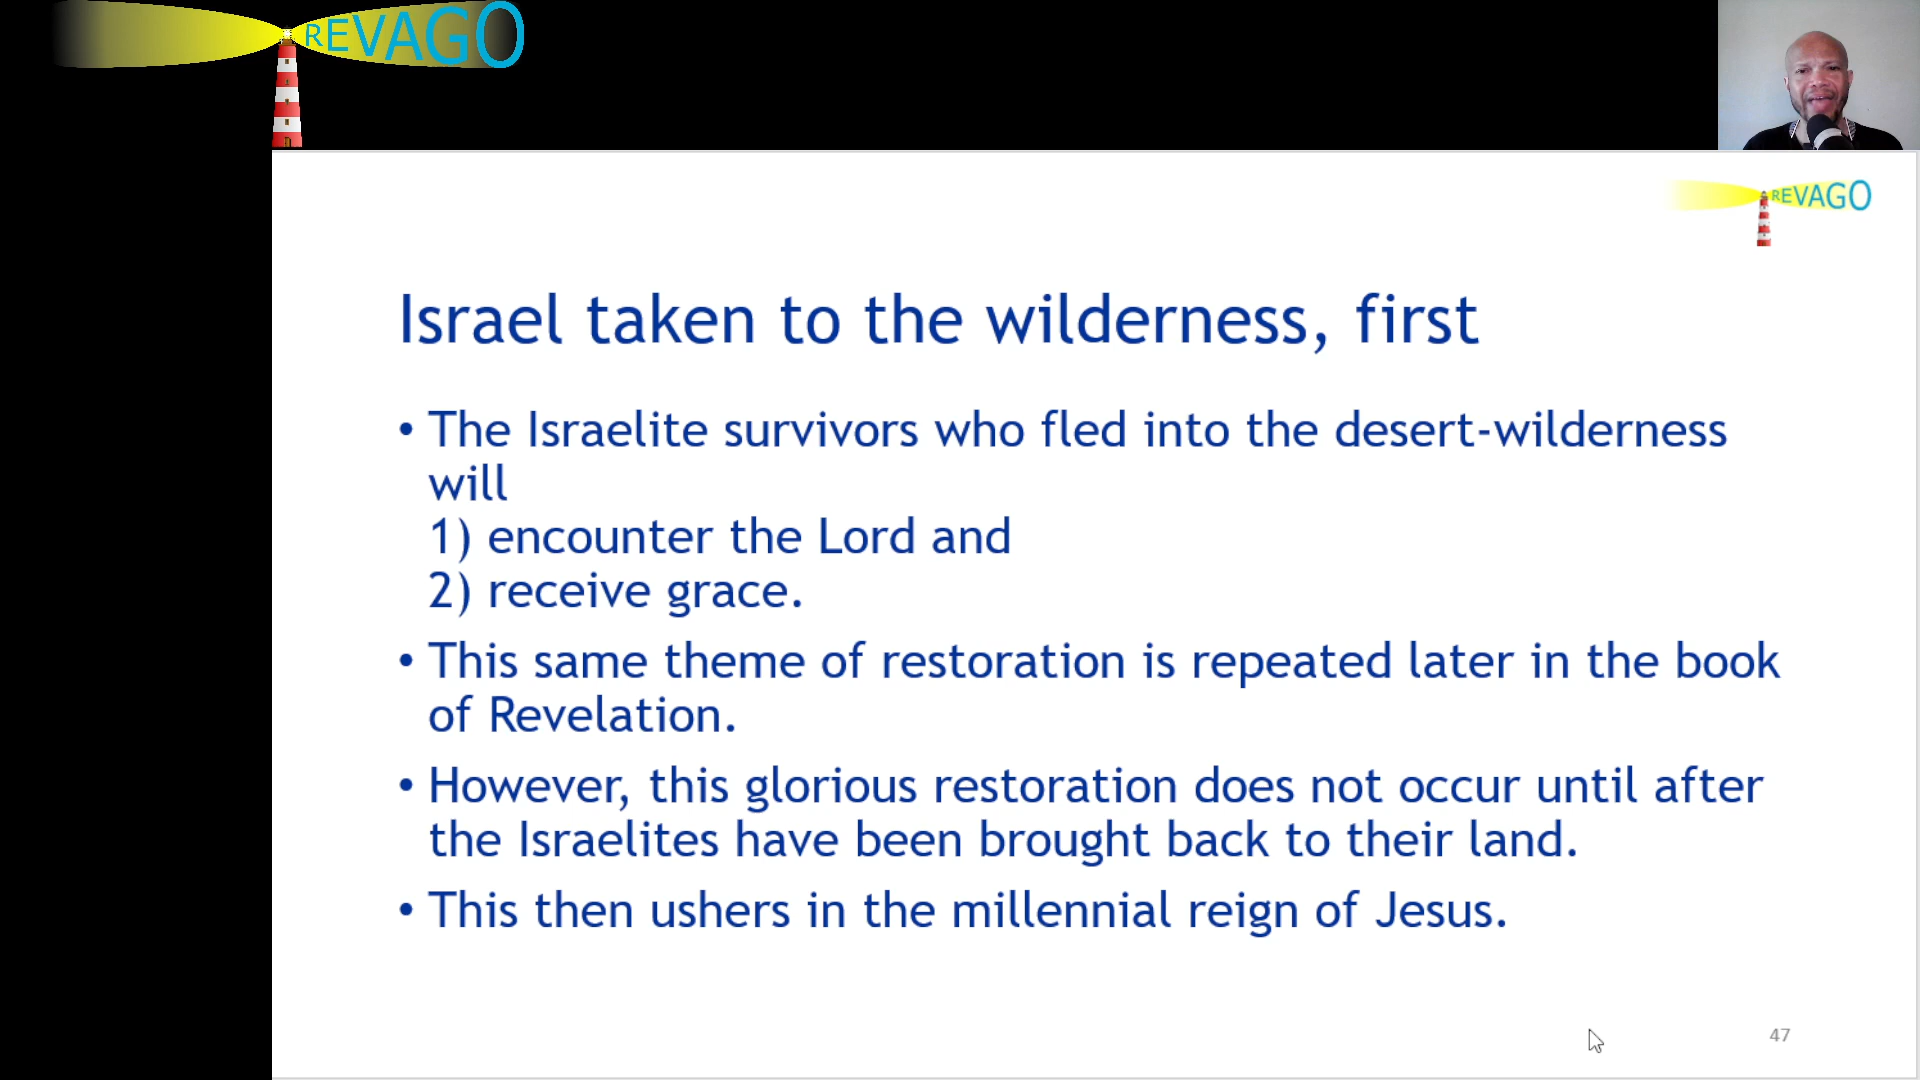 REVAGO
REVAGO
Israel taken to the wilderness, first
• The Israelite survivors who fled into the desert-wilderness
will
1) encounter the Lord and
2) receive grace.
• This same theme of restoration is repeated later in the book
of Revelation.
• However, this glorious restoration does not occur until after
the Israelites have been brought back to their land.
• This then ushers in the millennial reign of Jesus.
47